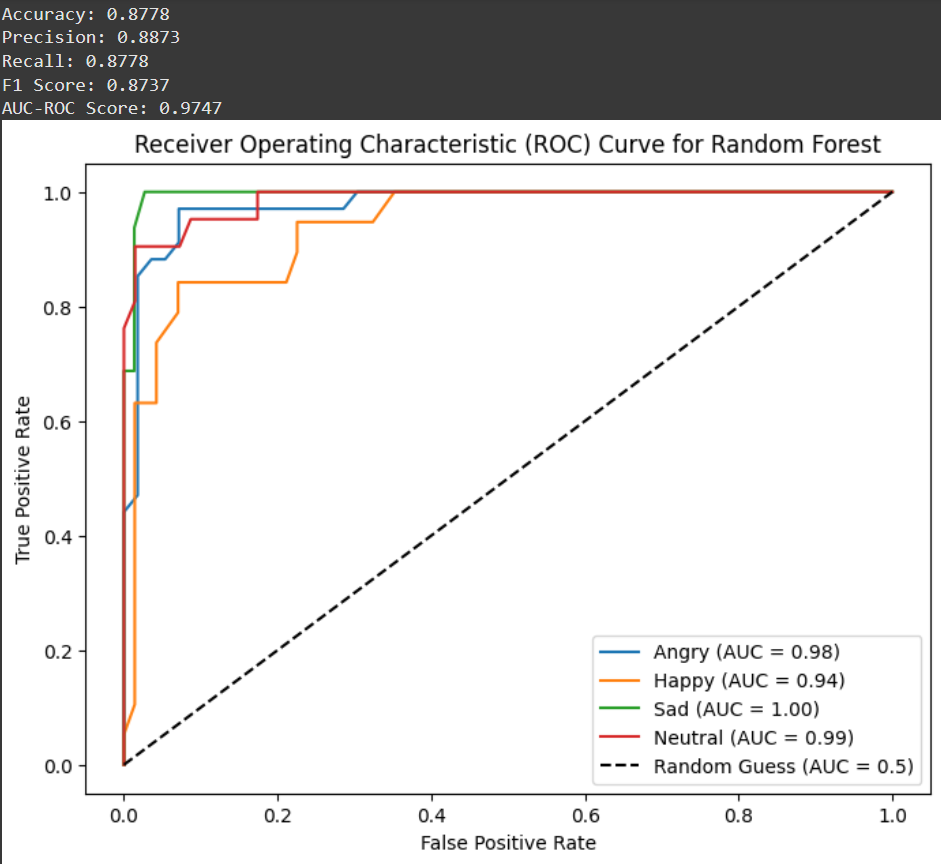 Accuracy: 0.8778
Precision: 0.8873
Recall: 0.8778
F1 Score: 0.8737
AUC-ROC Score: 0.9747
Receiver Operating Characteristic (ROC) Curve for Random Forest
True Positive Rate
1.0
0.8
0.6
0.4
0.2
0.0
Angry (AUC = 0.98)
Happy (AUC = 0.94)
Sad (AUC = 1.00)
Neutral (AUC = 0.99)
Random Guess (AUC = 0.5)
0.0 0.2 0.4 0.6 0.8 1.0
False Positive Rate